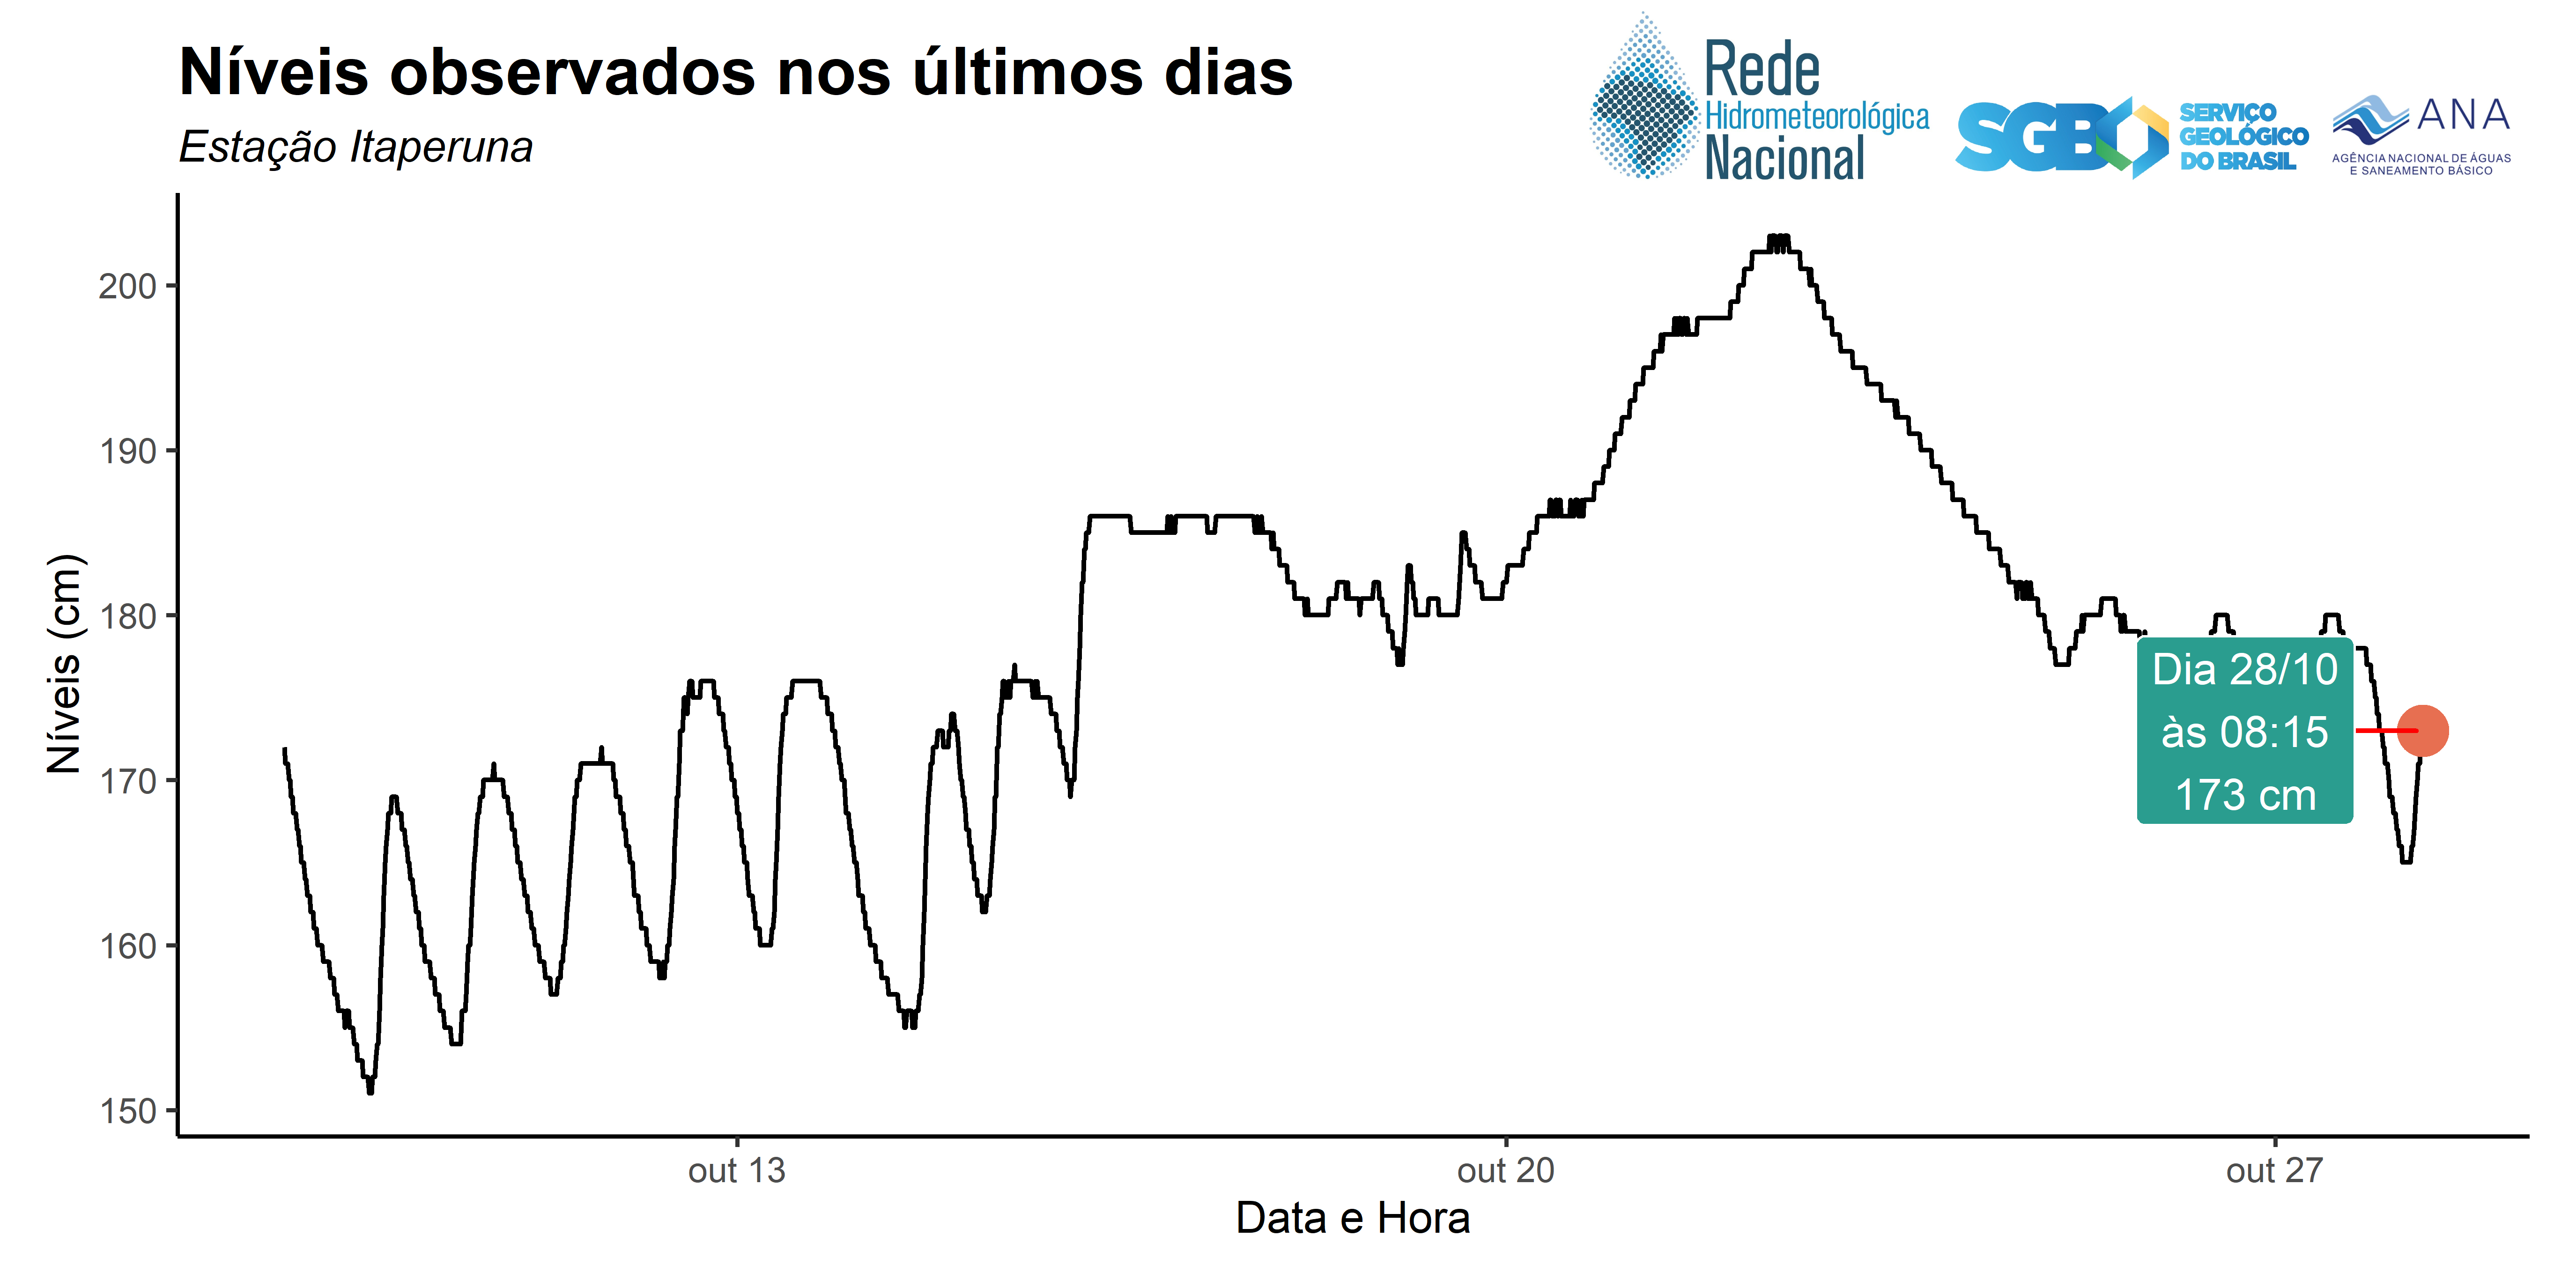 Níveis observados nos últimos dias
Estação Itaperuna
Rede
Hidrometeorológica
Nacional
SGB
SERVIÇO
GEOLÓGICO
DO BRASIL
ANA
AGÊNCIA NACIONAL DE ÁGUAS
E SANEAMENTO BÁSICO
Níveis (cm)
200
190
180
170
160
150
Dia 28/10
às 08:15
173 cm
out 13
out 20
out 27
Data e Hora